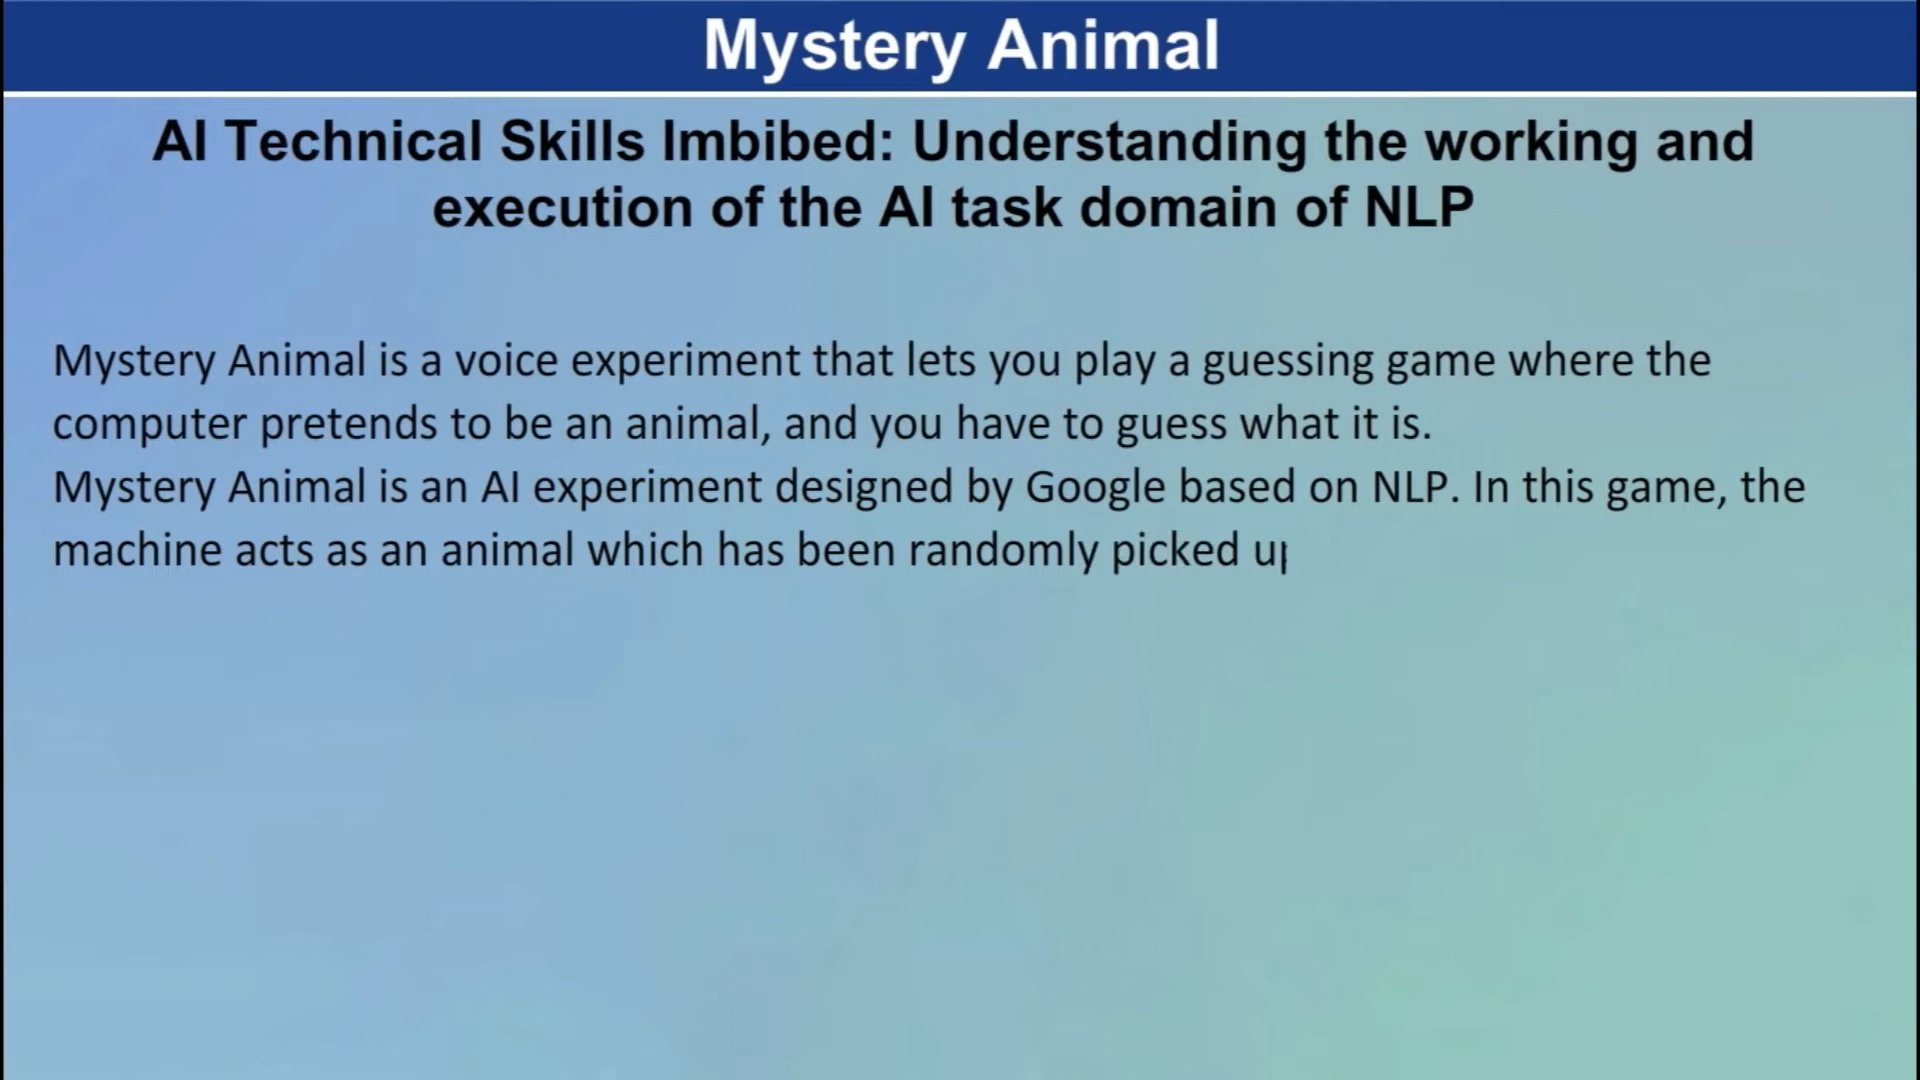 Mystery Animal
AI Technical Skills Imbibed: Understanding the working and
execution of the AI task domain of NLP
Mystery Animal is a voice experiment that lets you play a guessing game where the
computer pretends to be an animal, and you have to guess what it is.
Mystery Animal is an AI experiment designed by Google based on NLP. In this game, the
machine acts as an animal which has been randomly picked